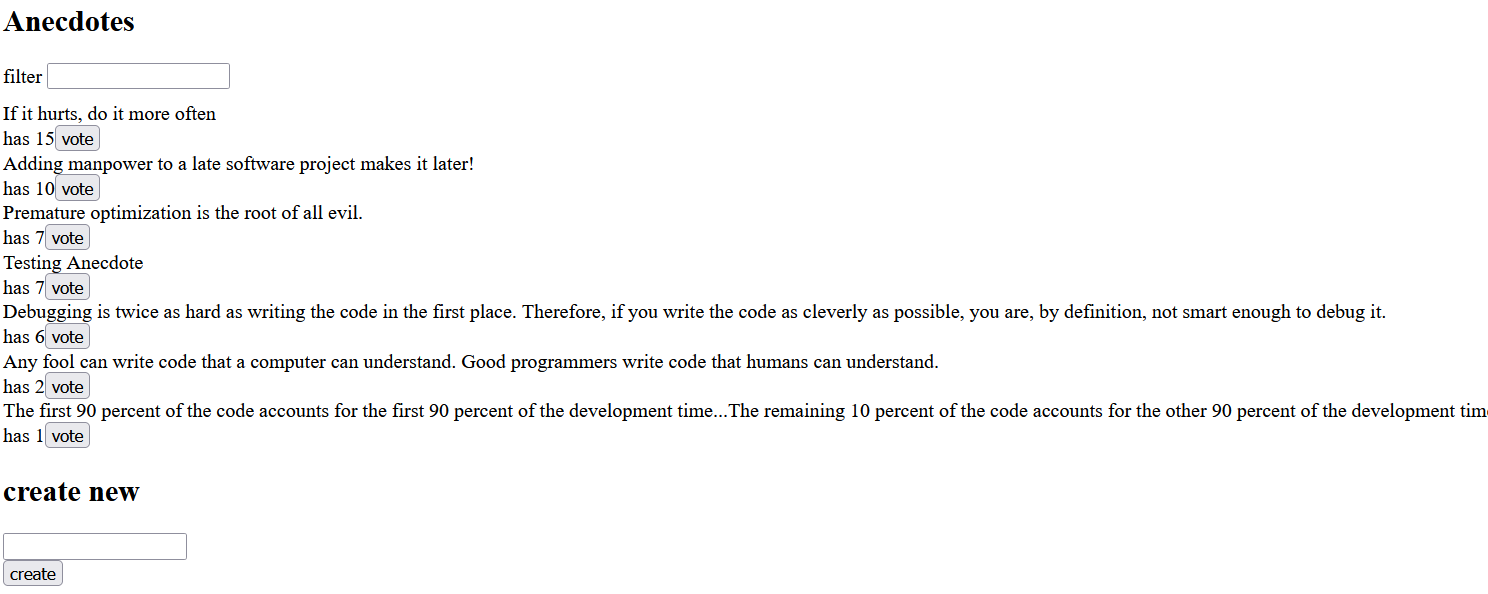 Anecdotes
filter
If it hurts, do it more often
has 15 vote
Adding manpower to a late software project makes it later!
has 10 vote
Premature optimization is the root of all evil.
has 7 vote
Testing Anecdote
has 7 vote
Debugging is twice as hard as writing the code in the first place. Therefore, if you write the code as cleverly as possible, you are, by definition, not smart enough to debug it.
has 6 vote
Any fool can write code that a computer can understand. Good programmers write code that humans can understand.
has 2 vote
The first 90 percent of the code accounts for the first 90 percent of the development time...The remaining 10 percent of the code accounts for the other 90 percent of the development tim
has 1 vote
create new
create